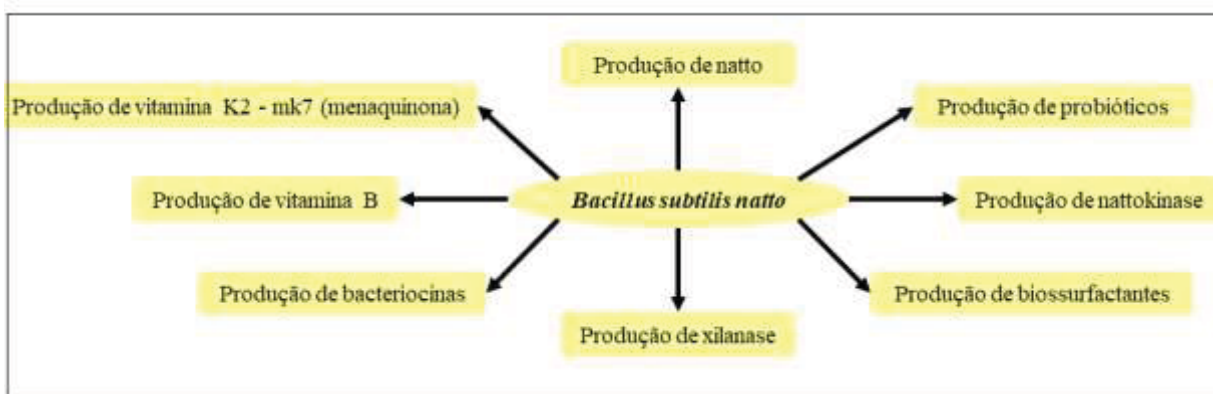 Produção de natto
Produção de vitamina K2 - mk7 (menaquinona)
Produção de probióticos
Produção de vitamina B
Bacillus subtilis natto
Produção de nattokinase
Produção de bacteriocinas
Produção de biossurfactantes
Produção de xilanase